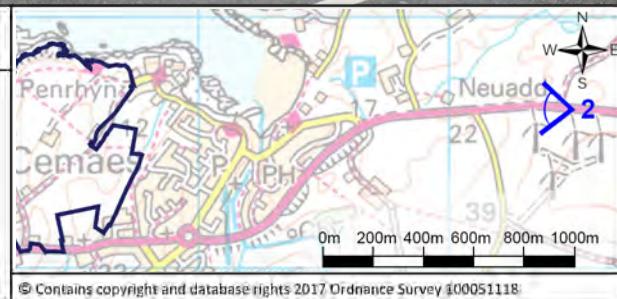 N
W E
S
P
Penrhyn
Neuadd
17
2
12
22
Cemaes
P
PH
39
0m 200m 400m 600m 800m 1000m
© Contains copyright and database rights 2017 Ordnance Survey 100051118